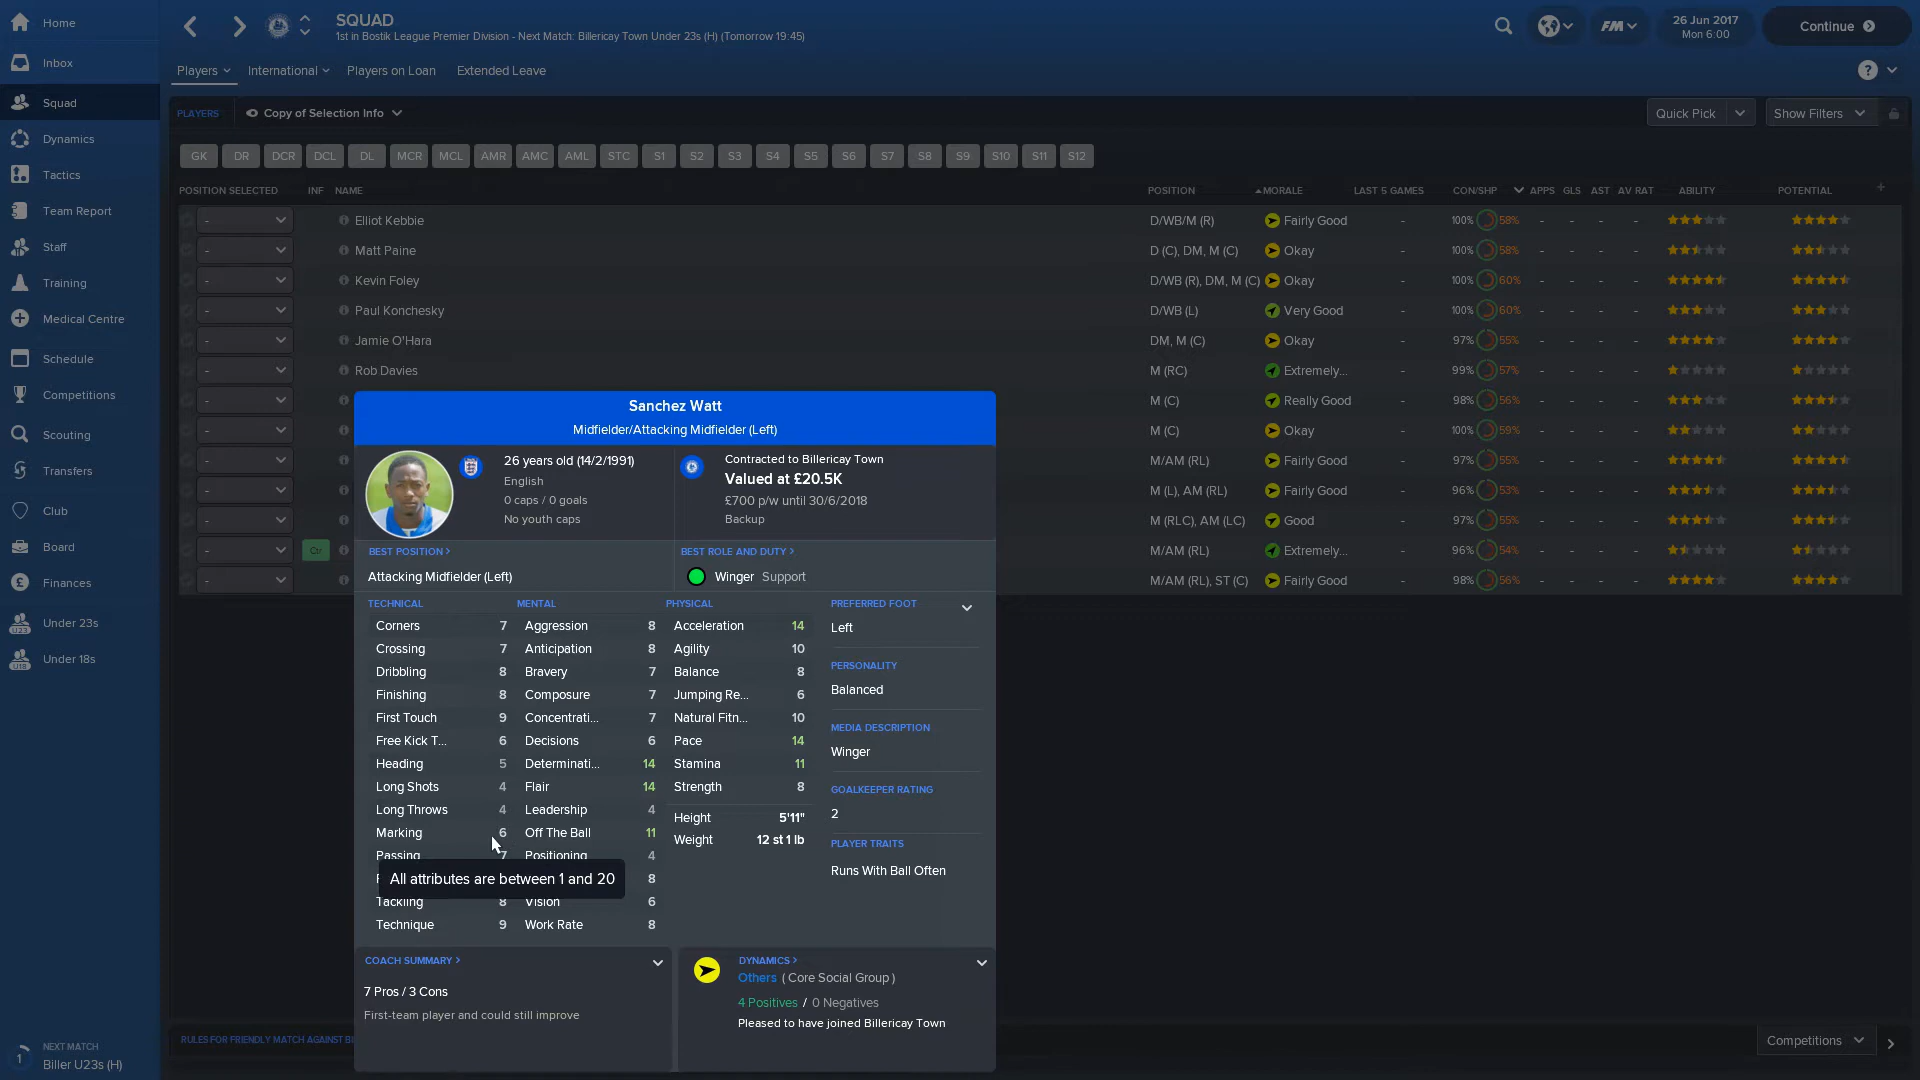 Home
SQUAD
1st in Bostik League Premier Division - Next Match: Billericay Town Under 23s (H) (Tomorrow 19:45)
FM
26 Jun 2017
Mon 6:00
Continue
Inbox
Players
International
Players on Loan
Extended Leave
?
Squad
PLAYERS
Copy of Selection Info
Quick Pick
Show Filters
Dynamics
GK DR DCR DCL DL MCR MCL AMR AMC AML STC S1 S2 S3 S4 S5 S6 S7 S8 S9 S10 S11 S12
Tactics
POSITION SELECTED INF NAME POSITION MORALE LAST 5 GAMES CON/SHP APPS GLS AST AV RAT ABILITY POTENTIAL +
Team Report
- Elliot Kebbie D/WB/M (R) Fairly Good - 100% 58% - - - -
Staff
- Matt Paine D (C), DM, M (C) Okay - 100% 58% - - - -
Training
- Kevin Foley D/WB (R), DM, M (C) Okay - 100% 60% - - - -
Medical Centre
- Paul Konchesky D/WB (L) Very Good - 100% 60% - - - -
Schedule
- Jamie O'Hara DM, M (C) Okay - 97% 55% - - - -
Competitions
- Rob Davies M (RC) Extremely... - 99% 57% - - - -
- M (C) Really Good - 98% 56% - - - -
Scouting
- M (C) Okay - 100% 59% - - - -
Transfers
- M/AM (RL) Fairly Good - 97% 55% - - - -
- M (L), AM (RL) Fairly Good - 96% 53% - - - -
Club
- M (RLC), AM (LC) Good - 97% 55% - - - -
Board
- Ctr M/AM (RL) Extremely... - 96% 54% - - - -
Finances
- M/AM (RL), ST (C) Fairly Good - 98% 56% - - - -
U23 Under 23s
U18 Under 18s
1
NEXT MATCH
Biller U23s (H)
Sanchez Watt
Midfielder/Attacking Midfielder (Left)
26 years old (14/2/1991)
English
0 caps / 0 goals
No youth caps
Contracted to Billericay Town
Valued at £20.5K
£700 p/w until 30/6/2018
Backup
BEST POSITION >
Attacking Midfielder (Left)
BEST ROLE AND DUTY >
Winger Support
TECHNICAL MENTAL PHYSICAL
Corners 7 Aggression 8 Acceleration 14
Crossing 7 Anticipation 8 Agility 10
Dribbling 8 Bravery 7 Balance 8
Finishing 8 Composure 7 Jumping Re... 6
First Touch 9 Concentrati... 7 Natural Fitn... 10
Free Kick T... 6 Decisions 6 Pace 14
Heading 5 Determinati... 14 Stamina 11
Long Shots 4 Flair 14 Strength 8
Long Throws 4 Leadership 4 Height 5'11"
Marking 6 Off The Ball 11 Weight 12 st 1 lb
Passing 7 Positioning 4
All attributes are between 1 and 20
8
Tackling 8 Vision 6
Technique 9 Work Rate 8
PREFERRED FOOT
Left
PERSONALITY
Balanced
MEDIA DESCRIPTION
Winger
GOALKEEPER RATING
2
PLAYER TRAITS
Runs With Ball Often
COACH SUMMARY >
7 Pros / 3 Cons
First-team player and could still improve
DYNAMICS >
Others ( Core Social Group )
4 Positives / 0 Negatives
Pleased to have joined Billericay Town
RULES FOR FRIENDLY MATCH AGAINST
Competitions